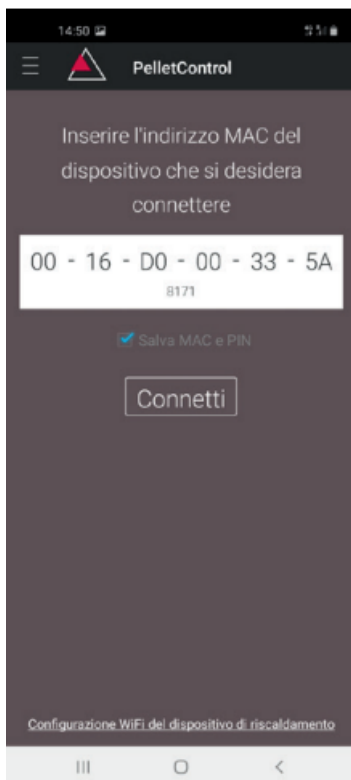 14:50
PelletControl
Inserire l'indirizzo MAC del
dispositivo che si desidera
connettere
00 - 16 - D0 - 00 - 33 - 5A
8171
Salva MAC e PIN
Connetti
Configurazione WiFi del dispositivo di riscaldamento